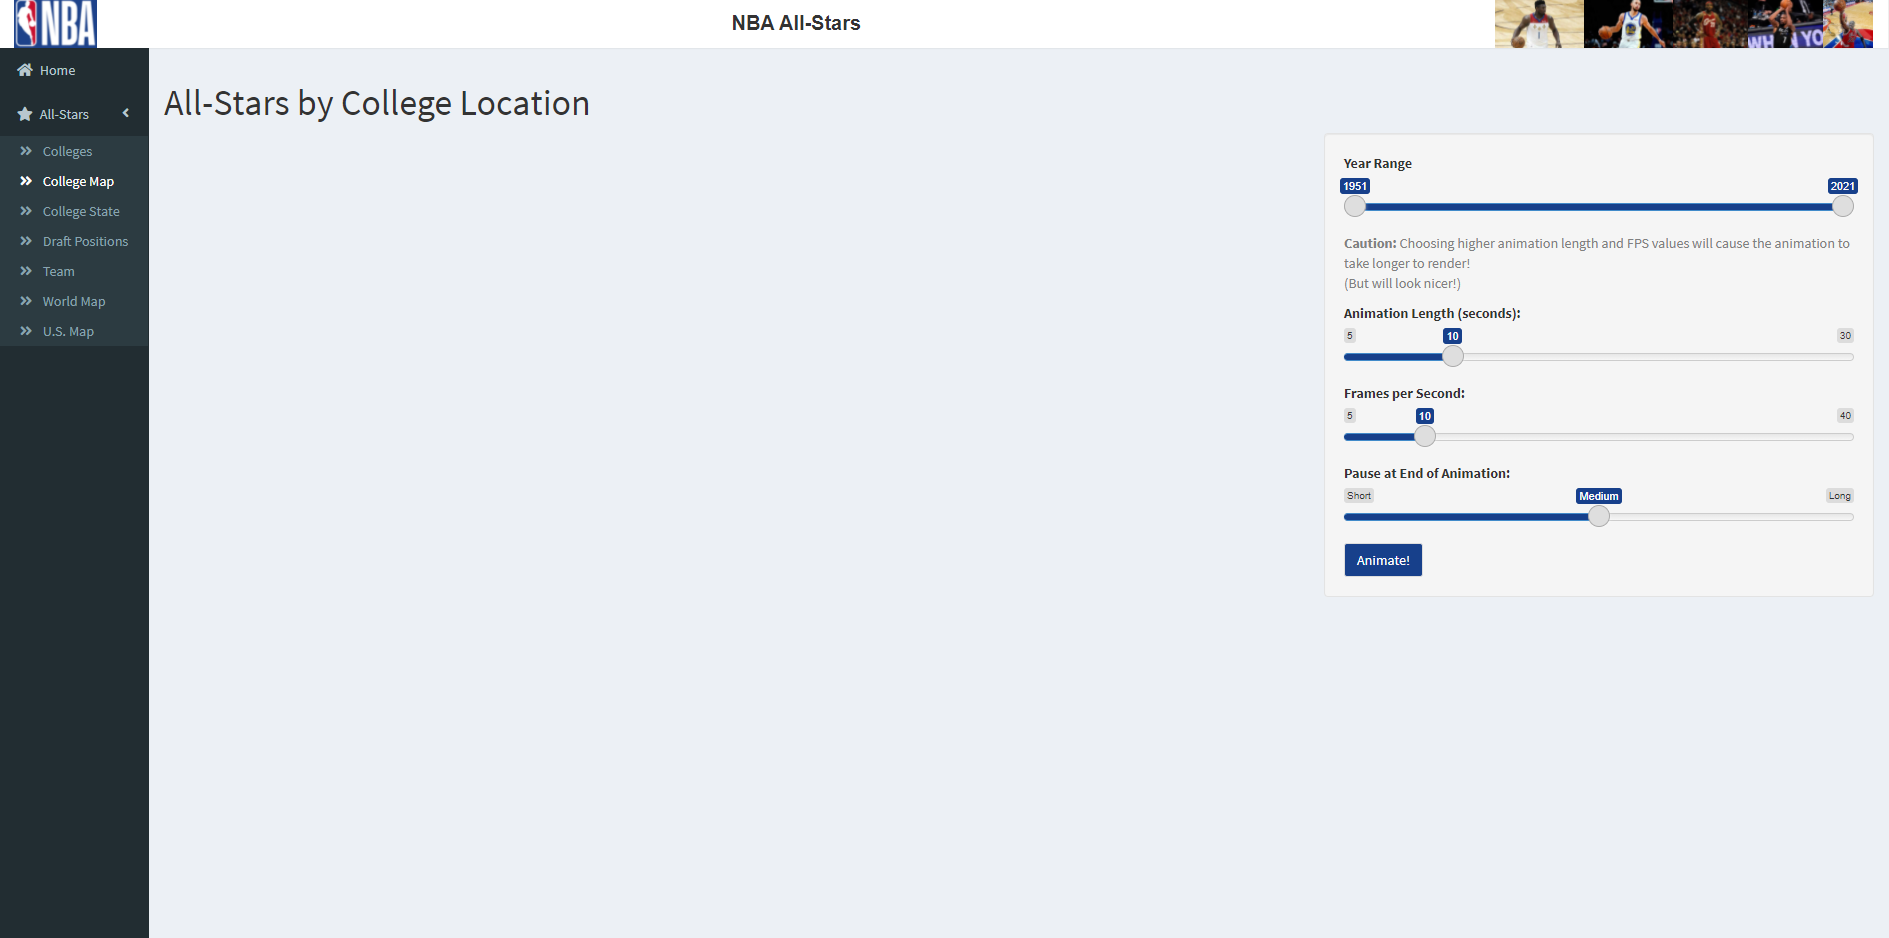 NBA
NBA All-Stars
WHEN YO
Home
All-Stars
Colleges
College Map
College State
Draft Positions
Team
World Map
U.S. Map
All-Stars by College Location
Year Range
1951 2021
Caution: Choosing higher animation length and FPS values will cause the animation to
take longer to render!
(But will look nicer!)
Animation Length (seconds):
5 10 30
Frames per Second:
5 10 40
Pause at End of Animation:
Short Medium Long
Animate!